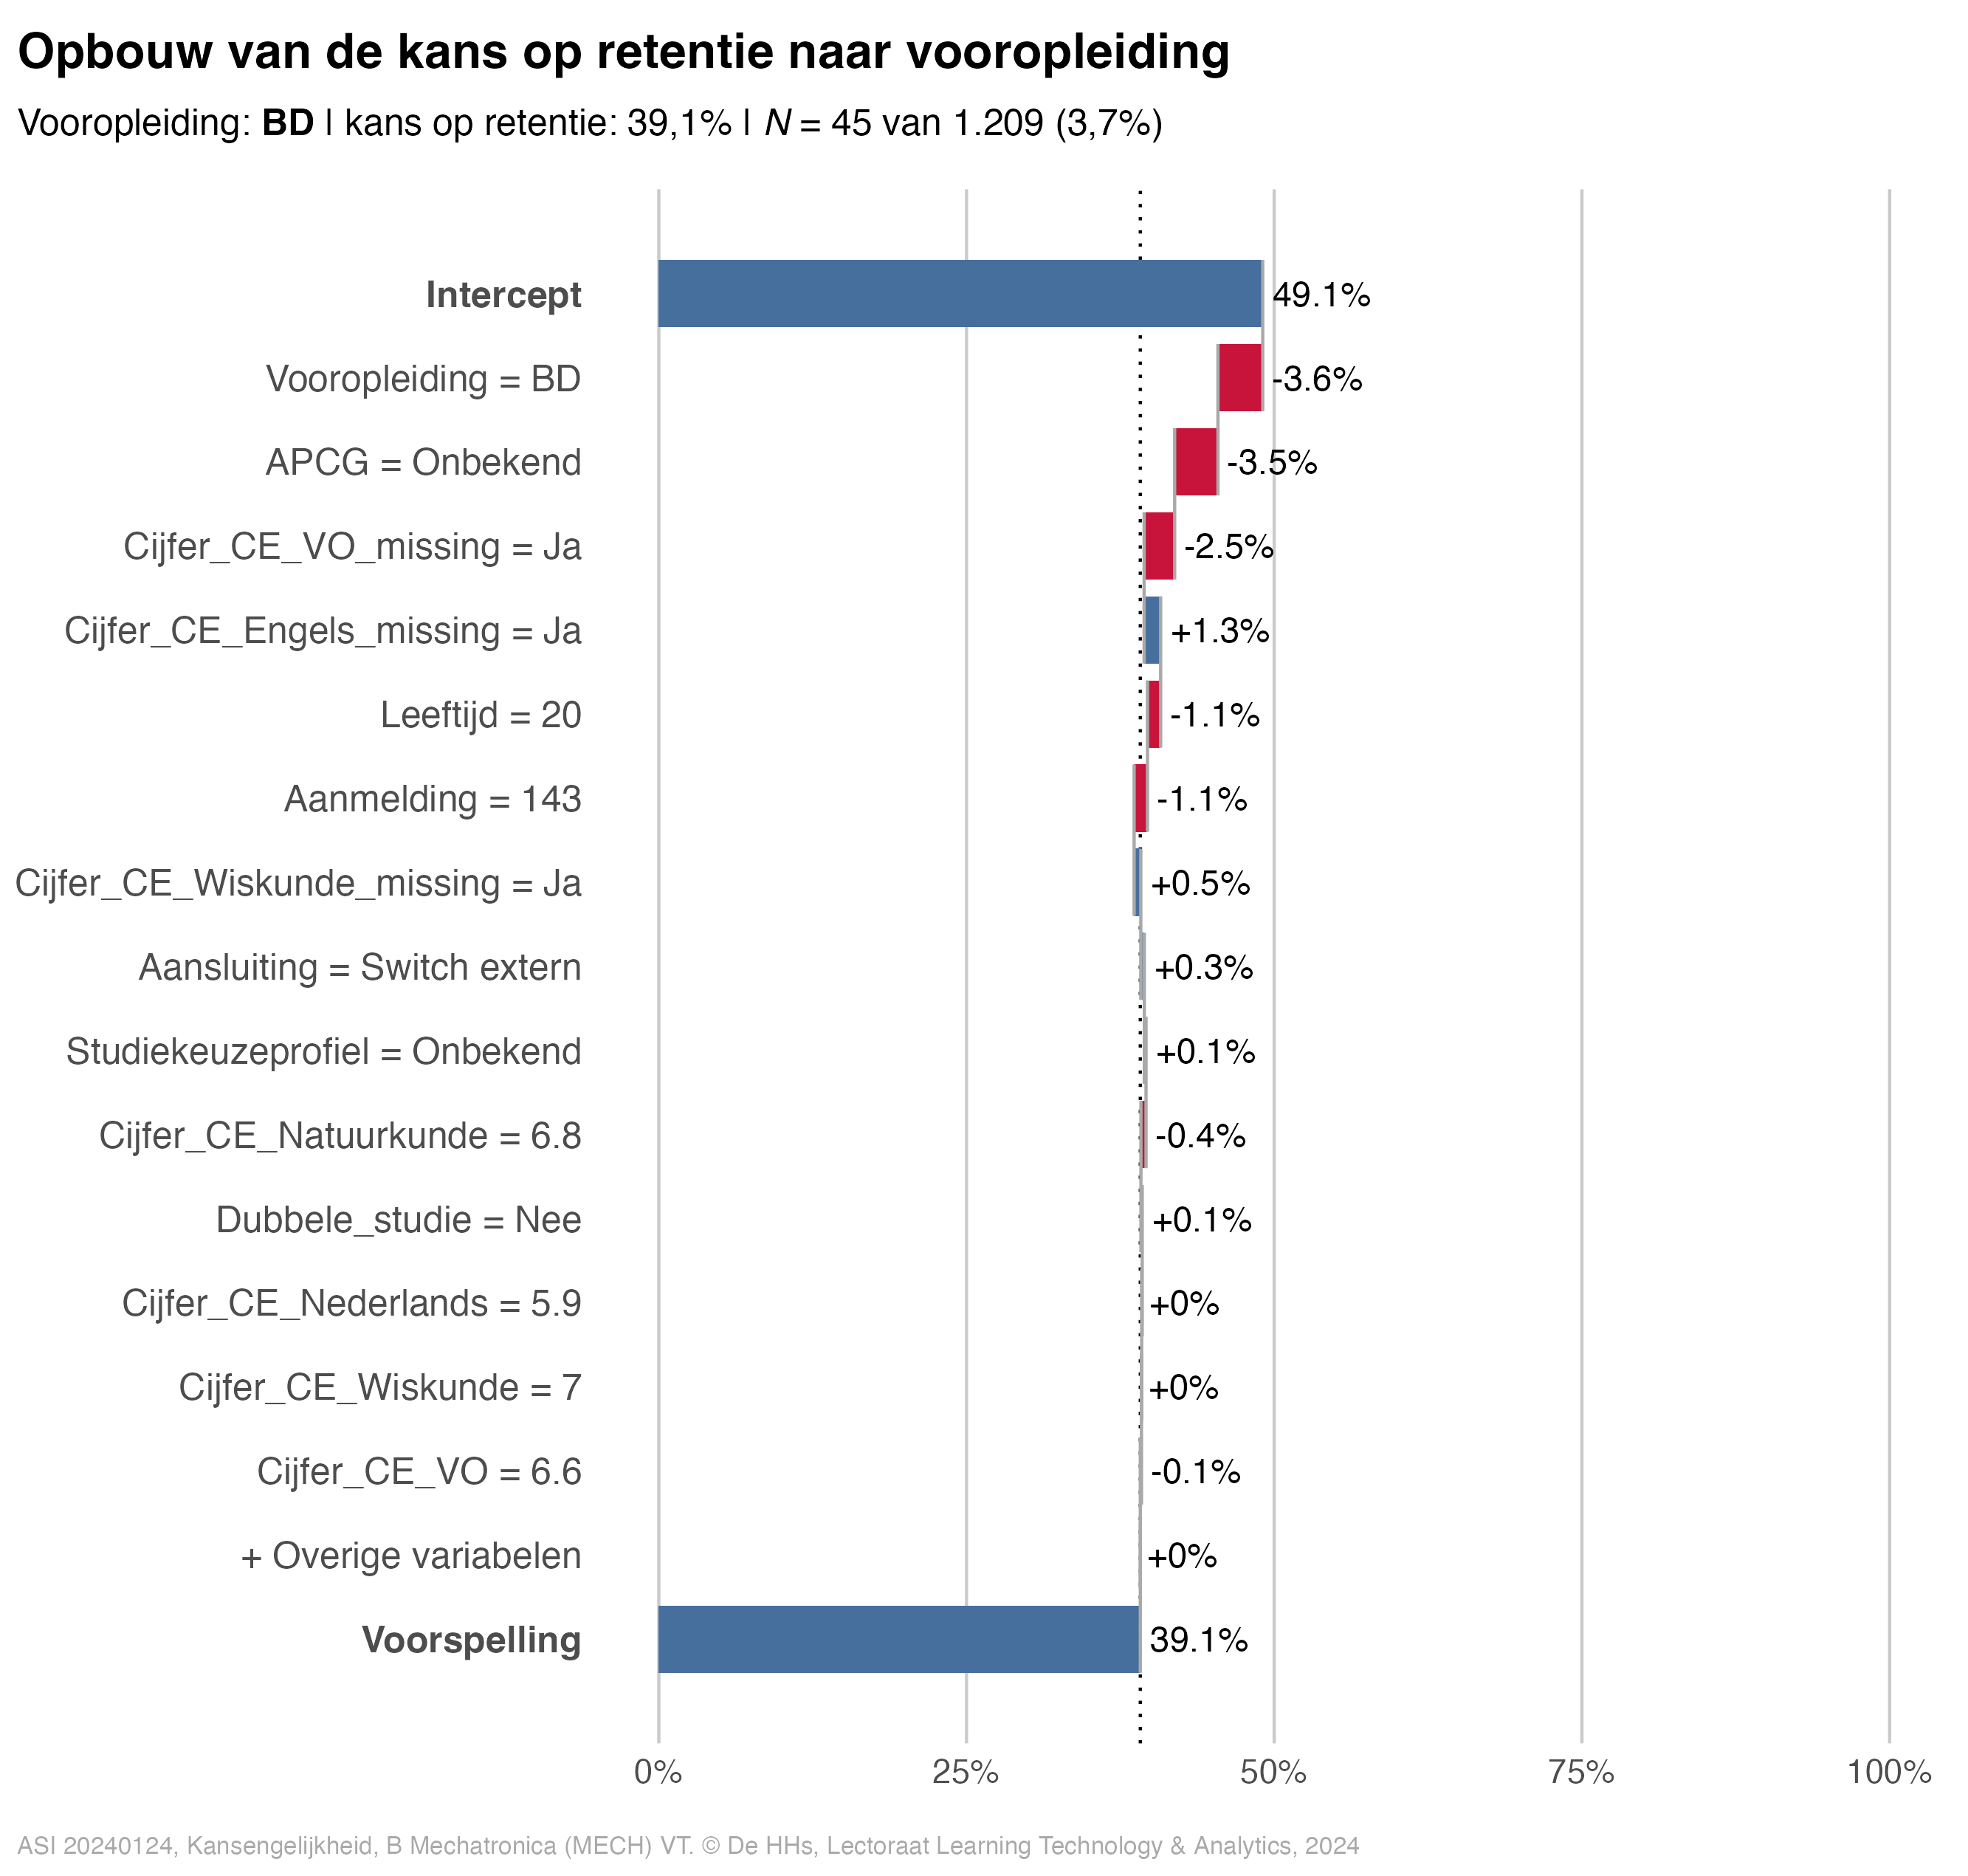 Opbouw van de kans op retentie naar vooropleiding
Vooropleiding: BD | kans op retentie: 39,1% | N = 45 van 1.209 (3,7%)
Intercept 49.1%
Vooropleiding = BD -3.6%
APCG = Onbekend -3.5%
Cijfer_CE_VO_missing = Ja -2.5%
Cijfer_CE_Engels_missing = Ja +1.3%
Leeftijd = 20 -1.1%
Aanmelding = 143 -1.1%
Cijfer_CE_Wiskunde_missing = Ja +0.5%
Aansluiting = Switch extern +0.3%
Studiekeuzeprofiel = Onbekend +0.1%
Cijfer_CE_Natuurkunde = 6.8 -0.4%
Dubbele_studie = Nee +0.1%
Cijfer_CE_Nederlands = 5.9 +0%
Cijfer_CE_Wiskunde = 7 +0%
Cijfer_CE_VO = 6.6 -0.1%
+ Overige variabelen +0%
Voorspelling 39.1%
0% 25% 50% 75% 100%
ASI 20240124, Kansengelijkheid, B Mechatronica (MECH) VT. © De HHs, Lectoraat Learning Technology & Analytics, 2024